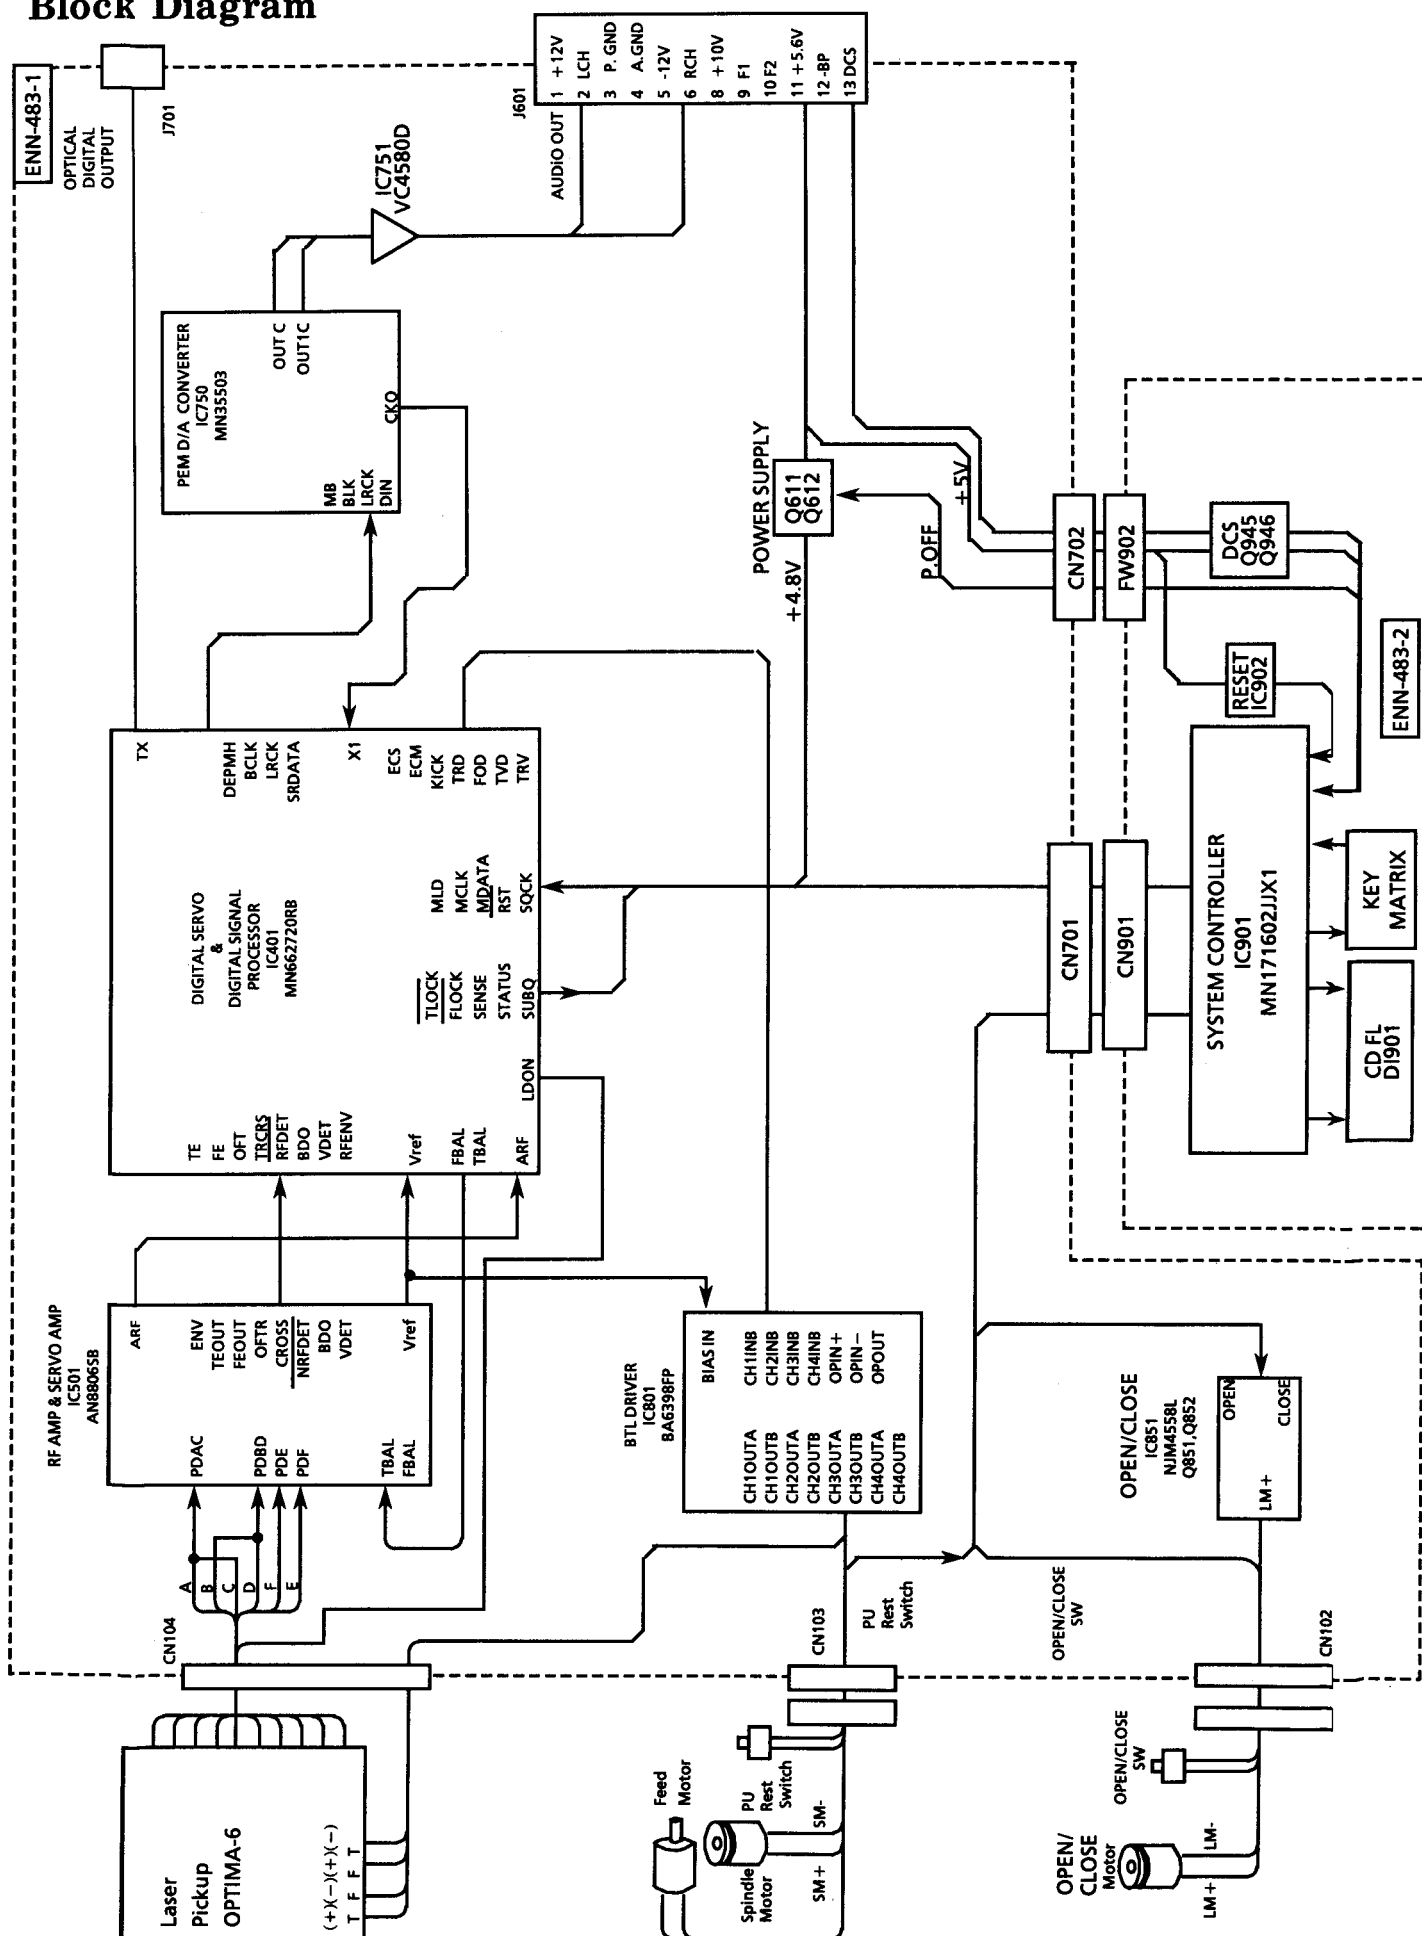 Block Diagram
ENN-483-1
OPTICAL
DIGITAL
OUTPUT
J701
J601
1 +12V
2 LCH
3 P. GND
4 A.GND
5 -12V
6 RCH
8 +10V
9 F1
10 F2
11 +5.6V
12 -BP
13 DCS
AUDiO OUT
IC751
VC4580D
PEM D/A CONVERTER
IC750
MN35503
OUT C
OUT1C
MB
BLK
LRCK
DIN
CKO
POWER SUPPLY
Q611
Q612
+4.8V
P.OFF
+5V
CN702
FW902
DCS
Q945
Q946
RESET
IC902
ENN-483-2
DIGITAL SERVO
&
DIGITAL SIGNAL
PROCESSOR
IC401
MN662720RB
TX
DEPMH
BCLK
LRCK
SRDATA
X1
ECS
ECM
KICK
TRD
FOD
TVD
TRV
MLD
MCLK
MDATA
RST
SQCK
TLOCK
FLOCK
SENSE
STATUS
SUBQ
LDON
TE
FE
OFT
TRCRS
RFDET
BDO
VDET
RFENV
Vref
FBAL
TBAL
ARF
CN701
CN901
SYSTEM CONTROLLER
IC901
MN171602JJX1
KEY
MATRIX
CD FL
DI901
RF AMP & SERVO AMP
IC501
AN8806SB
ARF
ENV
TEOUT
FEOUT
OFTR
CROSS
NRFDET
BDO
VDET
Vref
PDAC
PDBD
PDE
PDF
TBAL
FBAL
A
B
C
D
F
E
CN104
BTL DRIVER
IC801
BA6398FP
BIAS IN
CH1INB
CH2INB
CH3INB
CH4INB
OPIN+
OPIN−
OPOUT
CH1OUTA
CH1OUTB
CH2OUTA
CH2OUTB
CH3OUTA
CH3OUTB
CH4OUTA
CH4OUTB
OPEN/CLOSE
IC851
NJM4558L
Q851,Q852
OPEN
CLOSE
LM+
CN103
PU
Rest
Switch
OPEN/CLOSE
SW
CN102
Laser
Pickup
OPTIMA-6
(+)(−)(+)(−)
T F F T
Feed
Motor
Spindle
Motor
PU
Rest
Switch
SM+
SM-
OPEN/CLOSE
SW
OPEN/
CLOSE
Motor
LM+
LM-